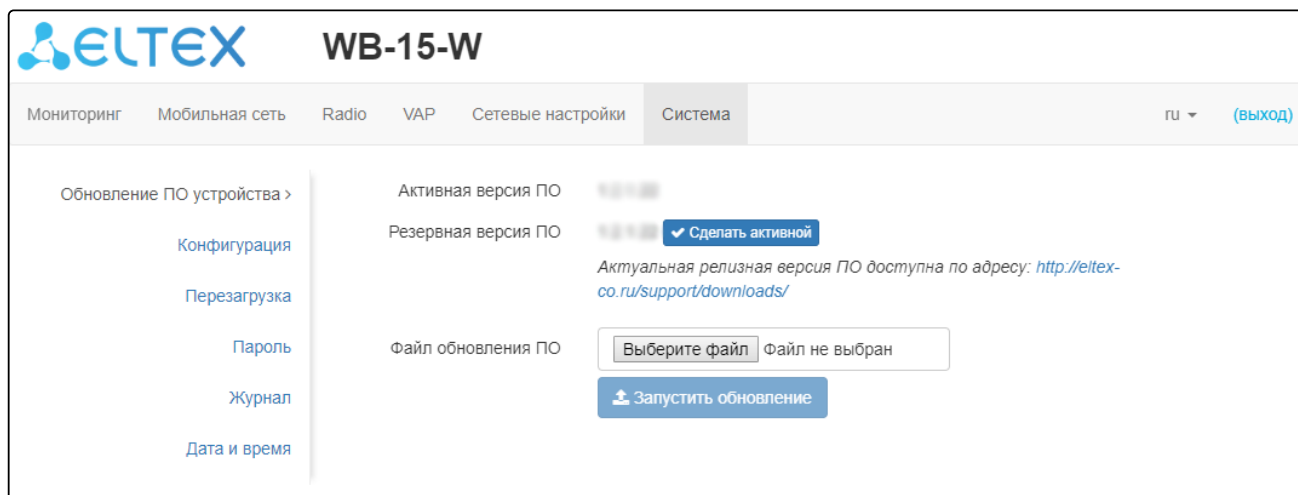 ELTEX WB-15-W
Мониторинг Мобильная сеть Radio VAP Сетевые настройки Система ru (выход)
Обновление ПО устройства >
Конфигурация
Перезагрузка
Пароль
Журнал
Дата и время
Активная версия ПО
Резервная версия ПО Сделать активной
Актуальная релизная версия ПО доступна по адресу: http://eltex-
co.ru/support/downloads/
Файл обновления ПО Выберите файл Файл не выбран
Запустить обновление